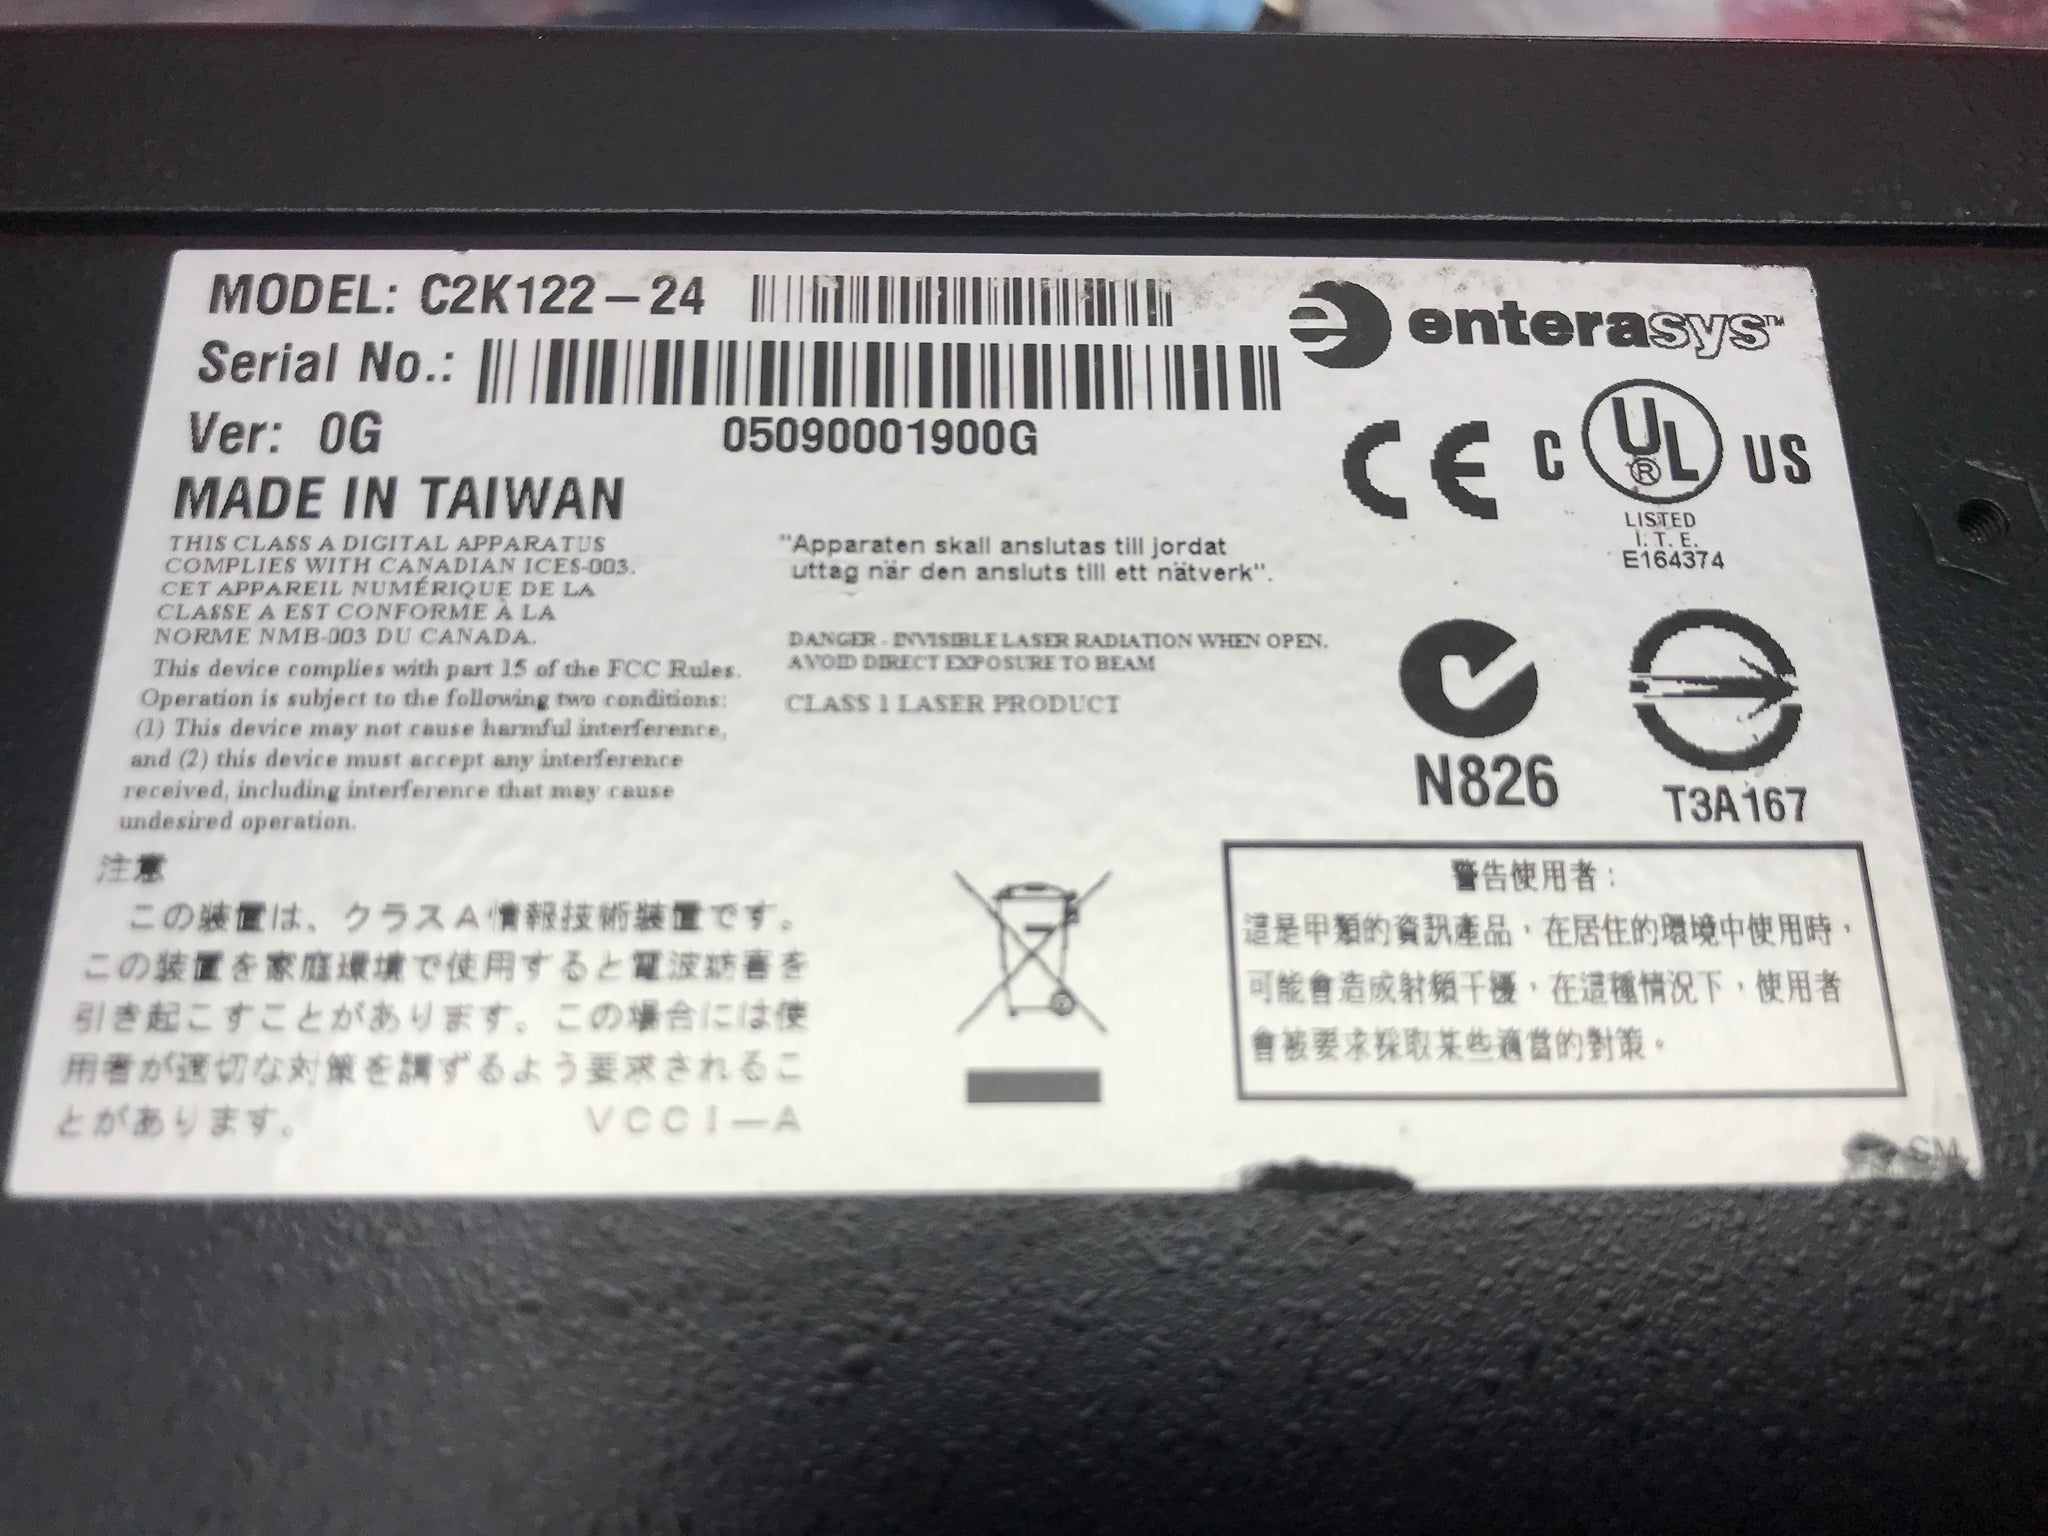 MODEL: C2K122-24
enterasys™
Serial No.:
Ver: 0G
05090001900G
MADE IN TAIWAN
THIS CLASS A DIGITAL APPARATUS
COMPLIES WITH CANADIAN ICES-003.
CET APPAREIL NUMÉRIQUE DE LA
CLASSE A EST CONFORME À LA
NORME NMB-003 DU CANADA.
This device complies with part 15 of the FCC Rules.
Operation is subject to the following two conditions:
(1) This device may not cause harmful interference,
and (2) this device must accept any interference
received, including interference that may cause
undesired operation.
"Apparaten skall anslutas till jordat
uttag när den ansluts till ett nätverk".
DANGER - INVISIBLE LASER RADIATION WHEN OPEN.
AVOID DIRECT EXPOSURE TO BEAM
CLASS 1 LASER PRODUCT
CE
C UL® US
LISTED
I.T.E.
E164374
N826
T3A167
注意
この装置は、クラスA情報技術装置です。
この装置を家庭環境で使用すると電波妨害を
引き起こすことがあります。この場合には使
用者が適切な対策を講ずるよう要求されるこ
とがあります。 VCCI-A
警告使用者:
這是甲類的資訊產品,在居住的環境中使用時,
可能會造成射頻干擾,在這種情況下,使用者
會被要求採取某些適當的對策。
SM